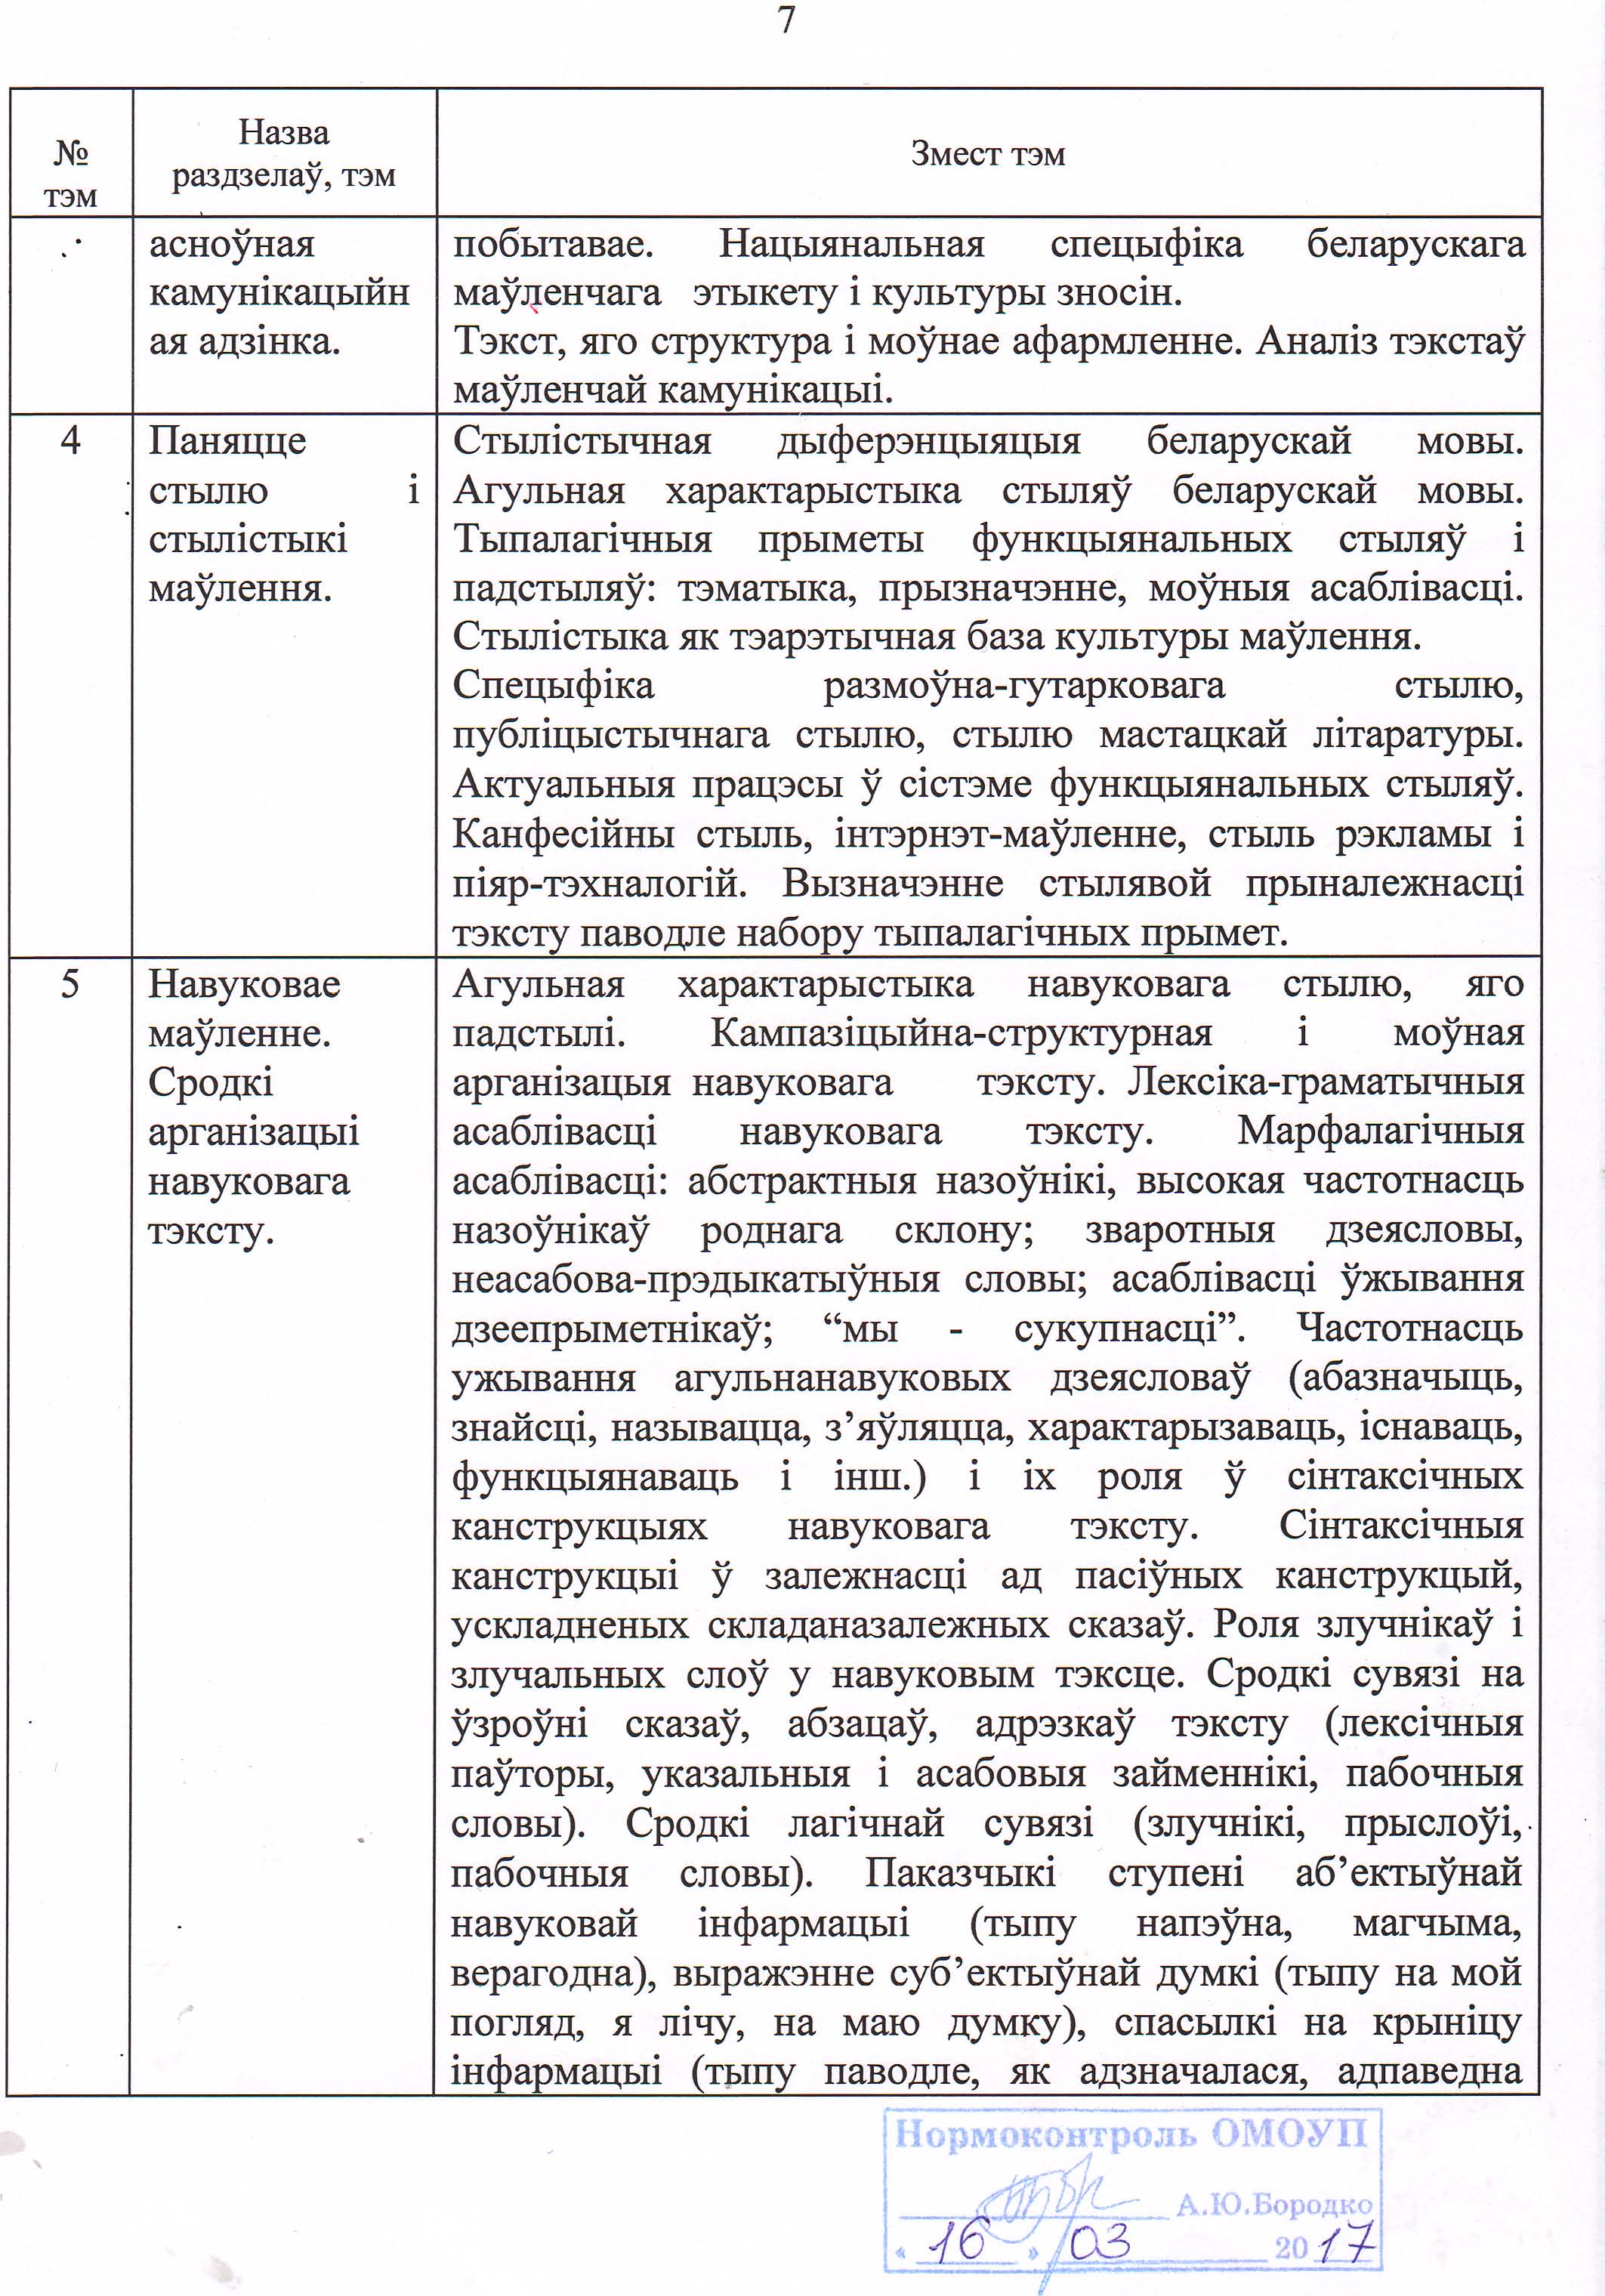 7
№
тэм
Назва
раздзелаў, тэм
Змест тэм
асноўная
камунікацыйн
ая адзінка.
побытавае. Нацыянальная спецыфіка беларускага
маўленчага этыкету і культуры зносін.
Тэкст, яго структура і моўнае афармленне. Аналіз тэкстаў
маўленчай камунікацыі.
4
Паняцце
стылю і
стылістыкі
маўлення.
Стылістычная дыферэнцыяцыя беларускай мовы.
Агульная характарыстыка стыляў беларускай мовы.
Тыпалагічныя прыметы функцыянальных стыляў і
падстыляў: тэматыка, прызначэнне, моўныя асаблівасці.
Стылістыка як тэарэтычная база культуры маўлення.
Спецыфіка размоўна-гутарковага стылю,
публіцыстычнага стылю, стылю мастацкай літаратуры.
Актуальныя працэсы ў сістэме функцыянальных стыляў.
Канфесійны стыль, інтэрнэт-маўленне, стыль рэкламы і
піяр-тэхналогій. Вызначэнне стылявой прыналежнасці
тэксту паводле набору тыпалагічных прымет.
5
Навуковае
маўленне.
Сродкі
арганізацыі
навуковага
тэксту.
Агульная характарыстыка навуковага стылю, яго
падстылі. Кампазіцыйна-структурная і моўная
арганізацыя навуковага тэксту. Лексіка-граматычныя
асаблівасці навуковага тэксту. Марфалагічныя
асаблівасці: абстрактныя назоўнікі, высокая частотнасць
назоўнікаў роднага склону; зваротныя дзеясловы,
неасабова-прэдыкатыўныя словы; асаблівасці ўжывання
дзеепрыметнікаў; “мы - сукупнасці”. Частотнасць
ужывання агульнанавуковых дзеясловаў (абазначыць,
знайсці, называцца, з’яўляцца, характарызаваць, існаваць,
функцыянаваць і інш.) і іх роля ў сінтаксічных
канструкцыях навуковага тэксту. Сінтаксічныя
канструкцыі ў залежнасці ад пасіўных канструкцый,
ускладненых складаназалежных сказаў. Роля злучнікаў і
злучальных слоў у навуковым тэксце. Сродкі сувязі на
ўзроўні сказаў, абзацаў, адрэзкаў тэксту (лексічныя
паўторы, указальныя і асабовыя займеннікі, пабочныя
словы). Сродкі лагічнай сувязі (злучнікі, прыслоўі,
пабочныя словы). Паказчыкі ступені аб’ектыўнай
навуковай інфармацыі (тыпу напэўна, магчыма,
верагодна), выражэнне суб’ектыўнай думкі (тыпу на мой
погляд, я лічу, на маю думку), спасылкі на крыніцу
інфармацыі (тыпу паводле, як адзначалася, адпаведна
Нормоконтроль ОМОУП
А.Ю.Бородко
« 16 » 03 2017